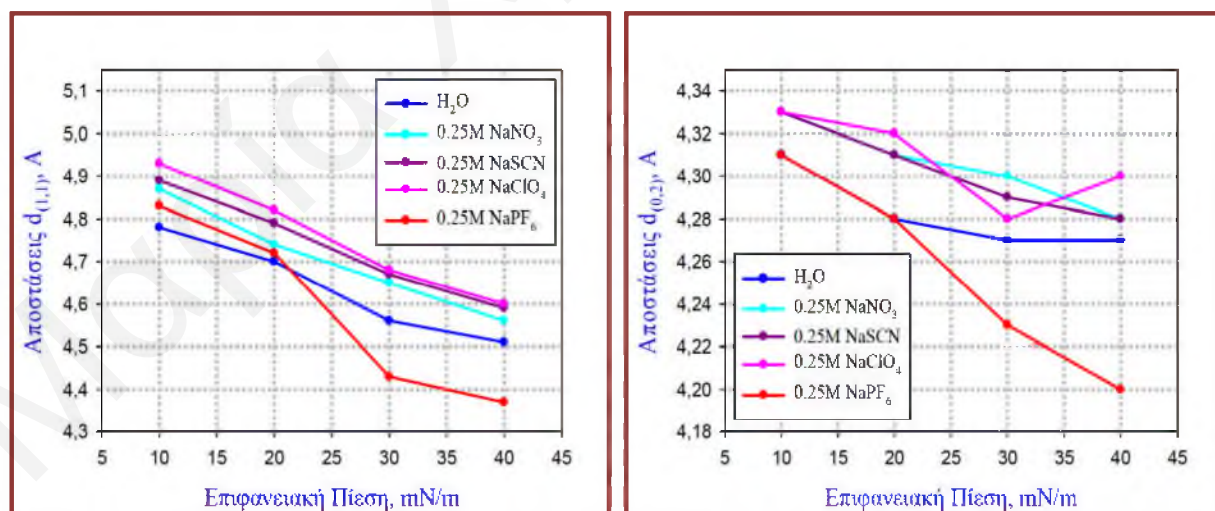 Αποστάσεις d(1,1), A
5,1
5,0
4,9
4,8
4,7
4,6
4,5
4,4
4,3
H₂O
0.25M NaNO₃
0.25M NaSCN
0.25M NaClO₄
0.25M NaPF₆
5 10 15 20 25 30 35 40 45
Επιφανειακή Πίεση, mN/m
Αποστάσεις d(0,2), A
4,34
4,32
4,30
4,28
4,26
4,24
4,22
4,20
4,18
H₂O
0.25M NaNO₃
0.25M NaSCN
0.25M NaClO₄
0.25M NaPF₆
5 10 15 20 25 30 35 40 45
Επιφανειακή Πίεση, mN/m